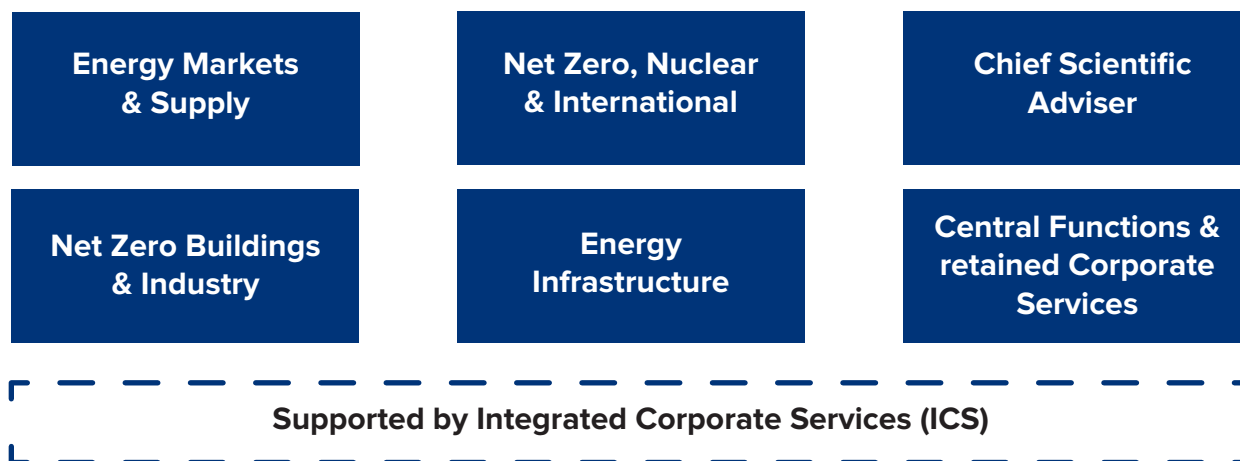 Energy Markets
& Supply
Net Zero, Nuclear
& International
Chief Scientific
Adviser
Net Zero Buildings
& Industry
Energy
Infrastructure
Central Functions &
retained Corporate
Services
Supported by Integrated Corporate Services (ICS)